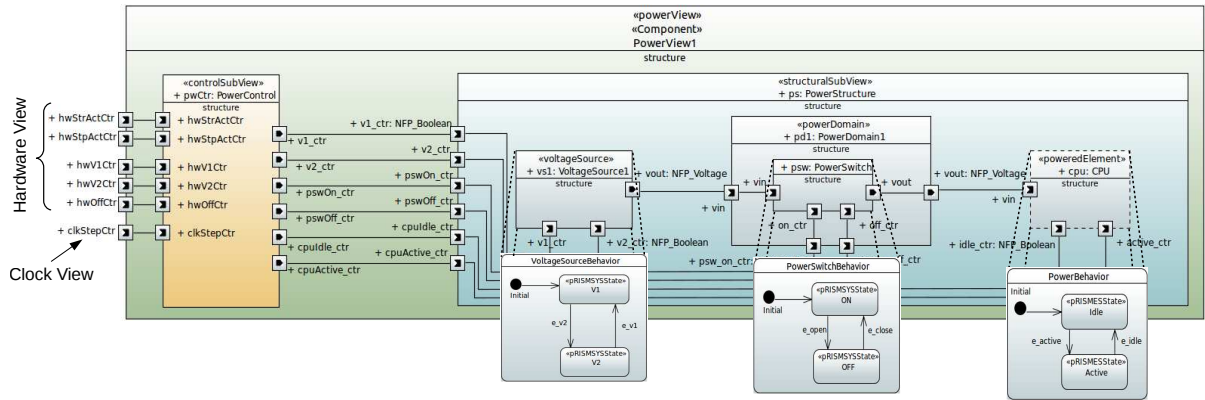 «powerView»
«Component»
PowerView1
structure
Hardware View
Clock View
+ hwStrActCtr
+ hwStpActCtr
+ hwV1Ctr
+ hwV2Ctr
+ hwOffCtr
+ clkStepCtr
«controlSubView»
+ pwCtr: PowerControl
structure
+ hwStrActCtr
+ hwStpActCtr
+ hwV1Ctr
+ hwV2Ctr
+ hwOffCtr
+ clkStepCtr
+ v1_ctr
+ v2_ctr
+ pswOn_ctr
+ pswOff_ctr
+ cpuIdle_ctr
+ cpuActive_ctr
«structuralSubView»
+ ps: PowerStructure
structure
+ v1_ctr: NFP_Boolean
+ v2_ctr
+ pswOn_ctr
+ pswOff_ctr
+ cpuIdle_ctr
+ cpuActive_ctr
«voltageSource»
+ vs1: VoltageSource1
structure
+ vout: NFP_Voltage
+ v1_ctr
+ v2_ctr: NFP_Boolean
«powerDomain»
+ pd1: PowerDomain1
structure
+ vin
+ vin
+ psw: PowerSwitch
structure
+ vout
+ on_ctr
+ off_ctr
+ psw_on_ctr:
+ vout: NFP_Voltage
«poweredElement»
+ cpu: CPU
structure
+ vin
+ idle_ctr: NFP_Boolean
+ active_ctr
VoltageSourceBehavior
Initial
«pRISMSYSState»
V1
e_v2
e_v1
«pRISMSYSState»
V2
PowerSwitchBehavior
Initial
«pRISMSYSState»
ON
e_open
e_close
«pRISMSYSState»
OFF
PowerBehavior
Initial
«pRISMESState»
Idle
e_active
e_idle
«pRISMESState»
Active